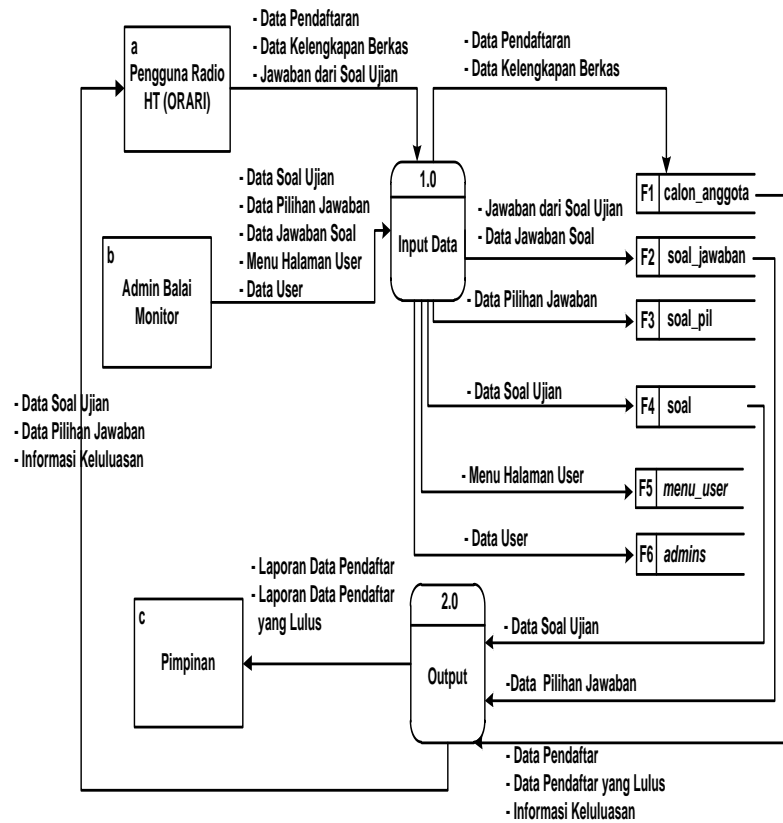 a
Pengguna Radio
HT (ORARI)
- Data Pendaftaran
- Data Kelengkapan Berkas
- Jawaban dari Soal Ujian
- Data Pendaftaran
- Data Kelengkapan Berkas
b
Admin Balai
Monitor
- Data Soal Ujian
- Data Pilihan Jawaban
- Data Jawaban Soal
- Menu Halaman User
- Data User
1.0
Input Data
- Jawaban dari Soal Ujian
- Data Jawaban Soal
- Data Pilihan Jawaban
- Data Soal Ujian
- Menu Halaman User
- Data User
F1 calon_anggota
F2 soal_jawaban
F3 soal_pil
F4 soal
F5 menu_user
F6 admins
- Data Soal Ujian
- Data Pilihan Jawaban
- Informasi Keluluasan
c
Pimpinan
- Laporan Data Pendaftar
- Laporan Data Pendaftar
yang Lulus
2.0
Output
- Data Soal Ujian
-Data Pilihan Jawaban
- Data Pendaftar
- Data Pendaftar yang Lulus
- Informasi Keluluasan